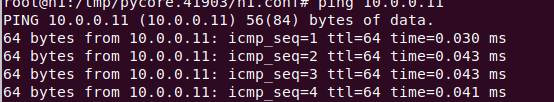 root@n1:/tmp/pycore.41903/n1.conf# ping 10.0.0.11
PING 10.0.0.11 (10.0.0.11) 56(84) bytes of data.
64 bytes from 10.0.0.11: icmp_seq=1 ttl=64 time=0.030 ms
64 bytes from 10.0.0.11: icmp_seq=2 ttl=64 time=0.043 ms
64 bytes from 10.0.0.11: icmp_seq=3 ttl=64 time=0.043 ms
64 bytes from 10.0.0.11: icmp_seq=4 ttl=64 time=0.041 ms